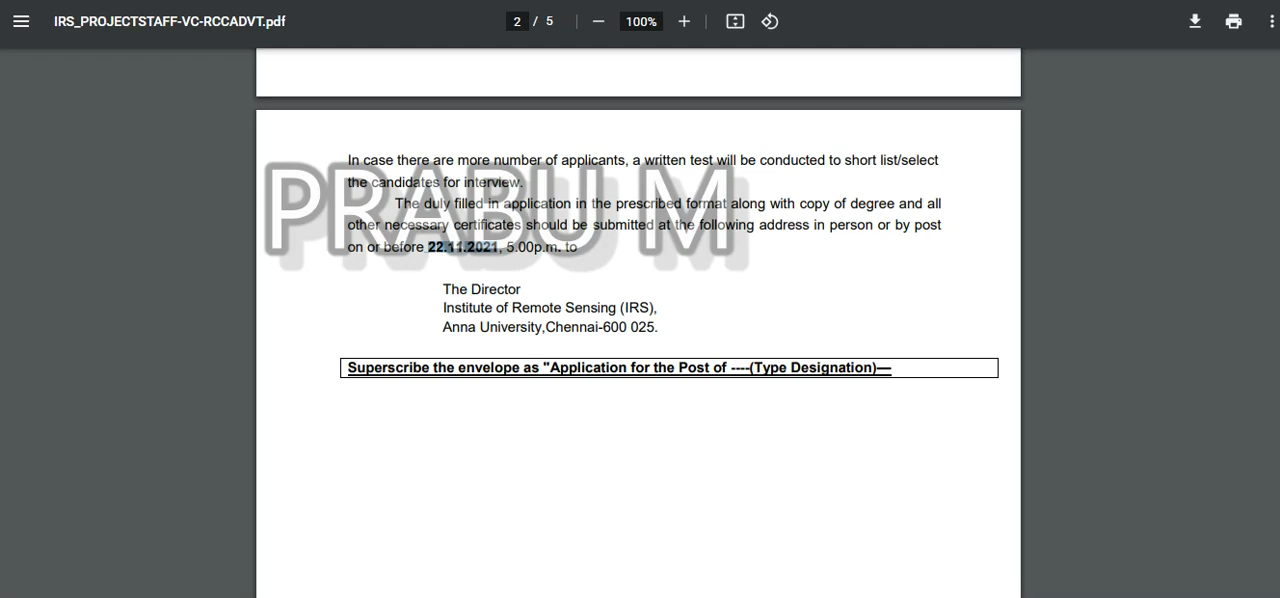 IRS_PROJECTSTAFF-VC-RCCADVT.pdf
2 / 5
100%
In case there are more number of applicants, a written test will be conducted to short list/select
the candidates for interview.
The duly filled in application in the prescribed format along with copy of degree and all
other necessary certificates should be submitted at the following address in person or by post
on or before 22.11.2021, 5.00p.m. to
PRABU M
The Director
Institute of Remote Sensing (IRS),
Anna University,Chennai-600 025.
Superscribe the envelope as "Application for the Post of ----(Type Designation)—